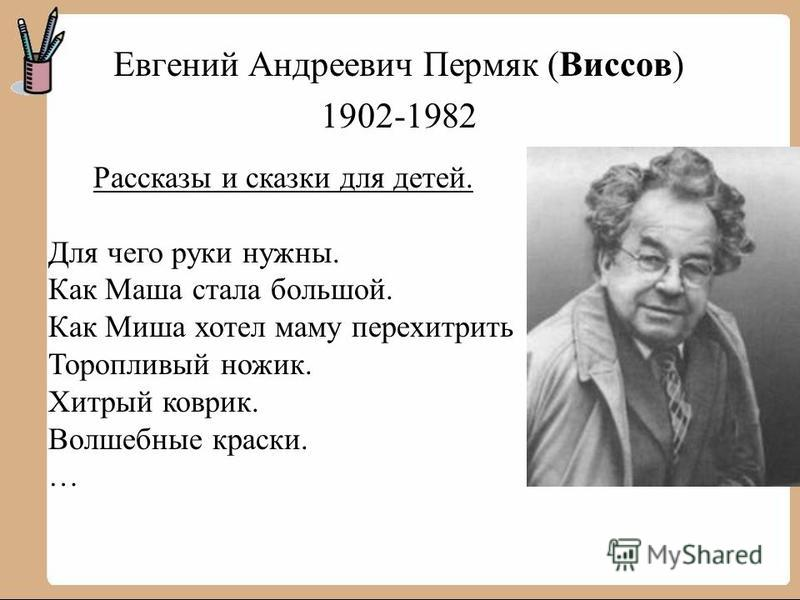 Евгений Андреевич Пермяк (Виссов)
1902-1982
Рассказы и сказки для детей.
Для чего руки нужны.
Как Маша стала большой.
Как Миша хотел маму перехитрить
Торопливый ножик.
Хитрый коврик.
Волшебные краски.
…
MyShared